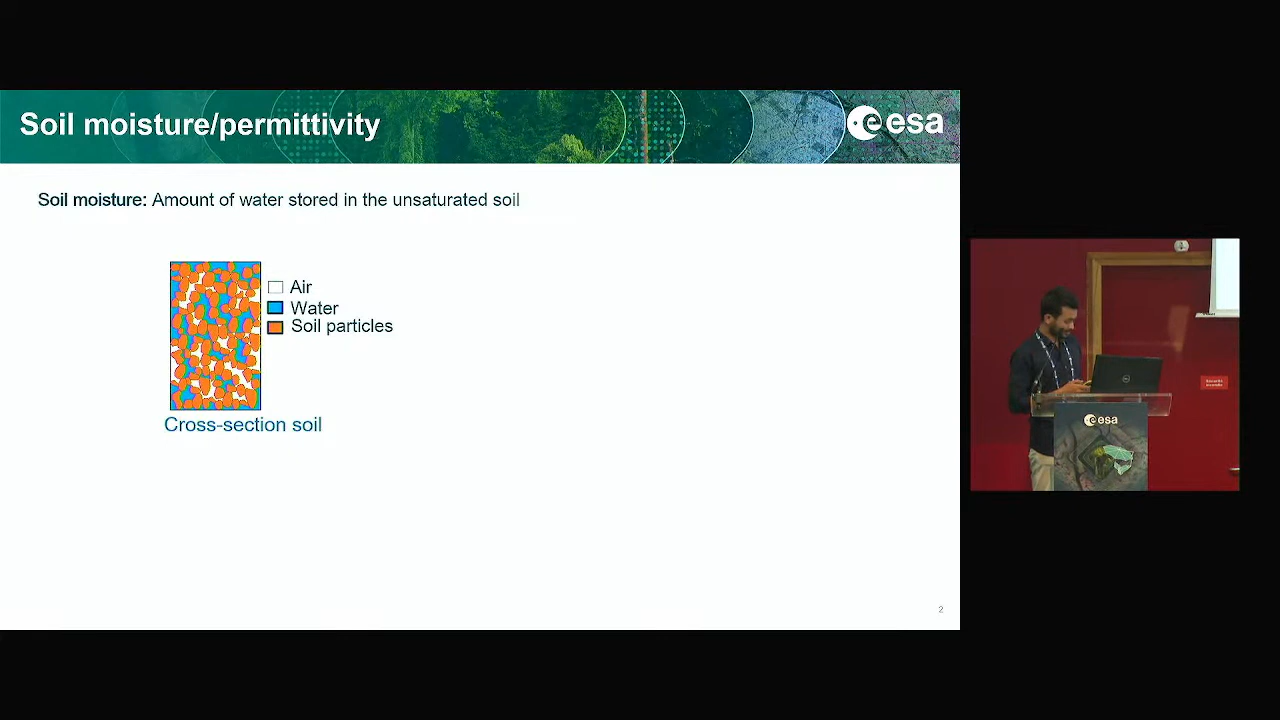 Soil moisture/permittivity
esa
Soil moisture: Amount of water stored in the unsaturated soil
Air
Water
Soil particles
Cross-section soil
2
esa